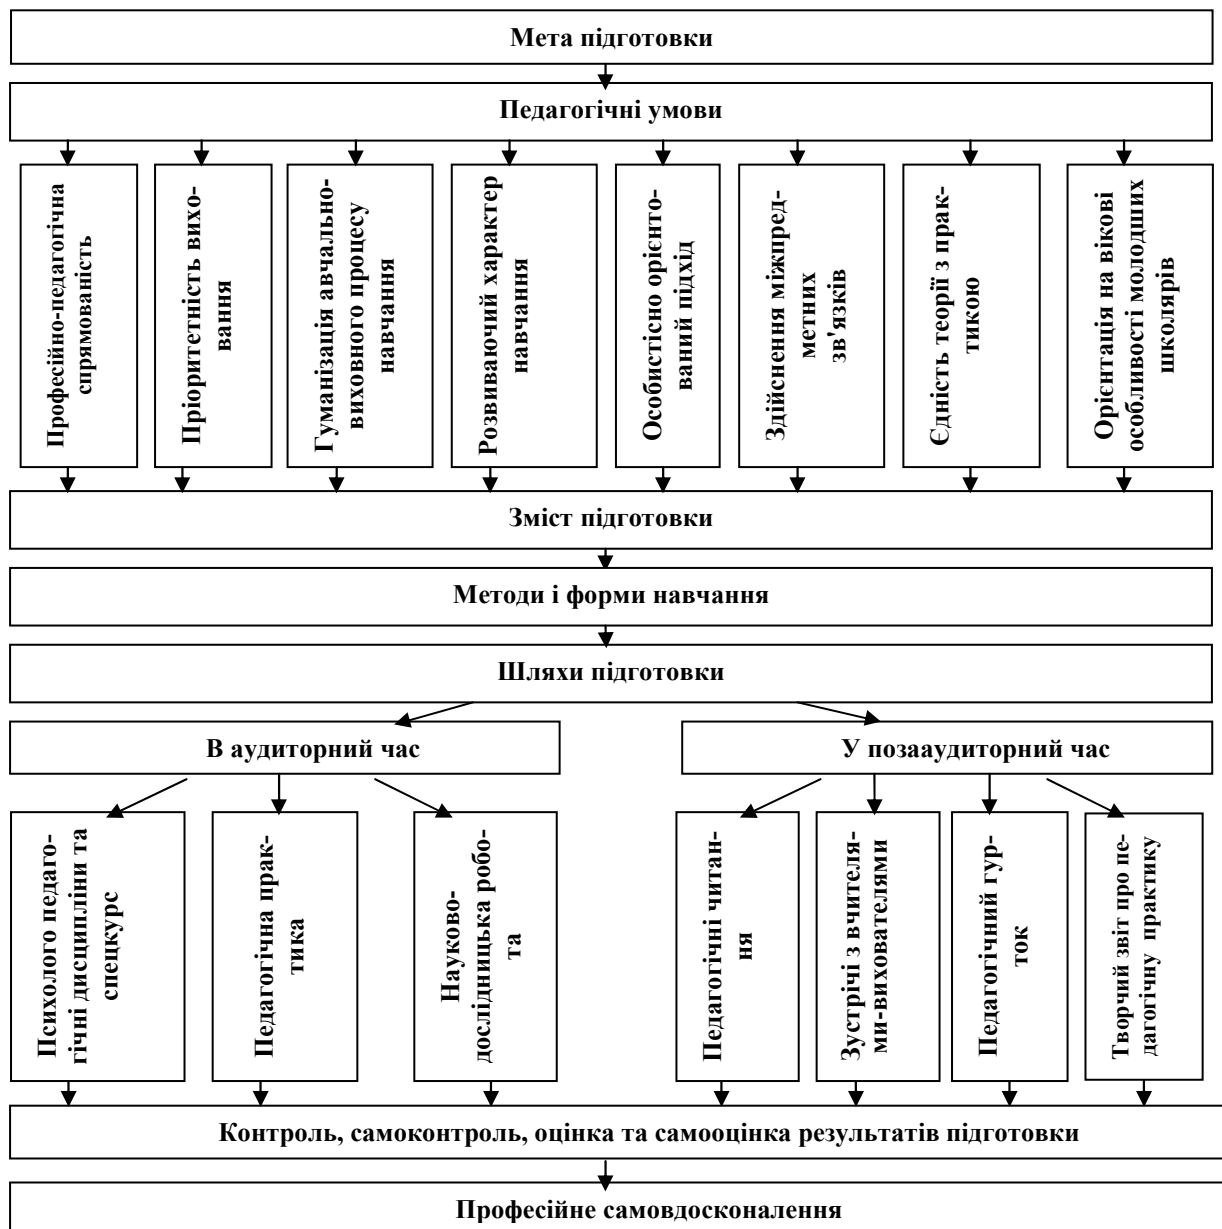 Мета підготовки
Педагогічні умови
Професійно-педагогічна
спрямованість
Пріоритетність вихо-
вання
Гуманізація авчально-
виховного процесу
навчання
Розвиваючий характер
навчання
Особистісно орієнто-
ваний підхід
Здійснення міжпред-
метних
зв'язків
Єдність теорії з прак-
тикою
Орієнтація на вікові
особливості молодших
школярів
Зміст підготовки
Методи і форми навчання
Шляхи підготовки
В аудиторний час
У позааудиторний час
Психолого педаго-
гічні дисципліни та
спецкурс
Педагогічна прак-
тика
Науково-
дослідницька робо-
та
Педагогічні читан-
ня
Зустрічі з вчителя-
ми-вихователями
Педагогічний гур-
ток
Творчий звіт про пе-
дагогічну практику
Контроль, самоконтроль, оцінка та самооцінка результатів підготовки
Професійне самовдосконалення